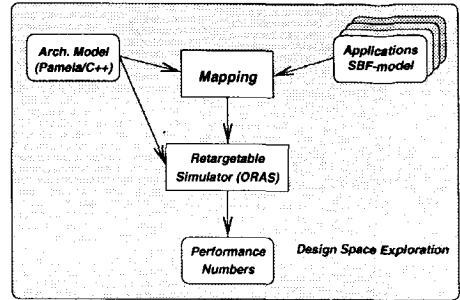 Arch. Model
(Pamela/C++)
Applications
SBF-model
Mapping
Retargetable
Simulator (ORAS)
Performance
Numbers
Design Space Exploration